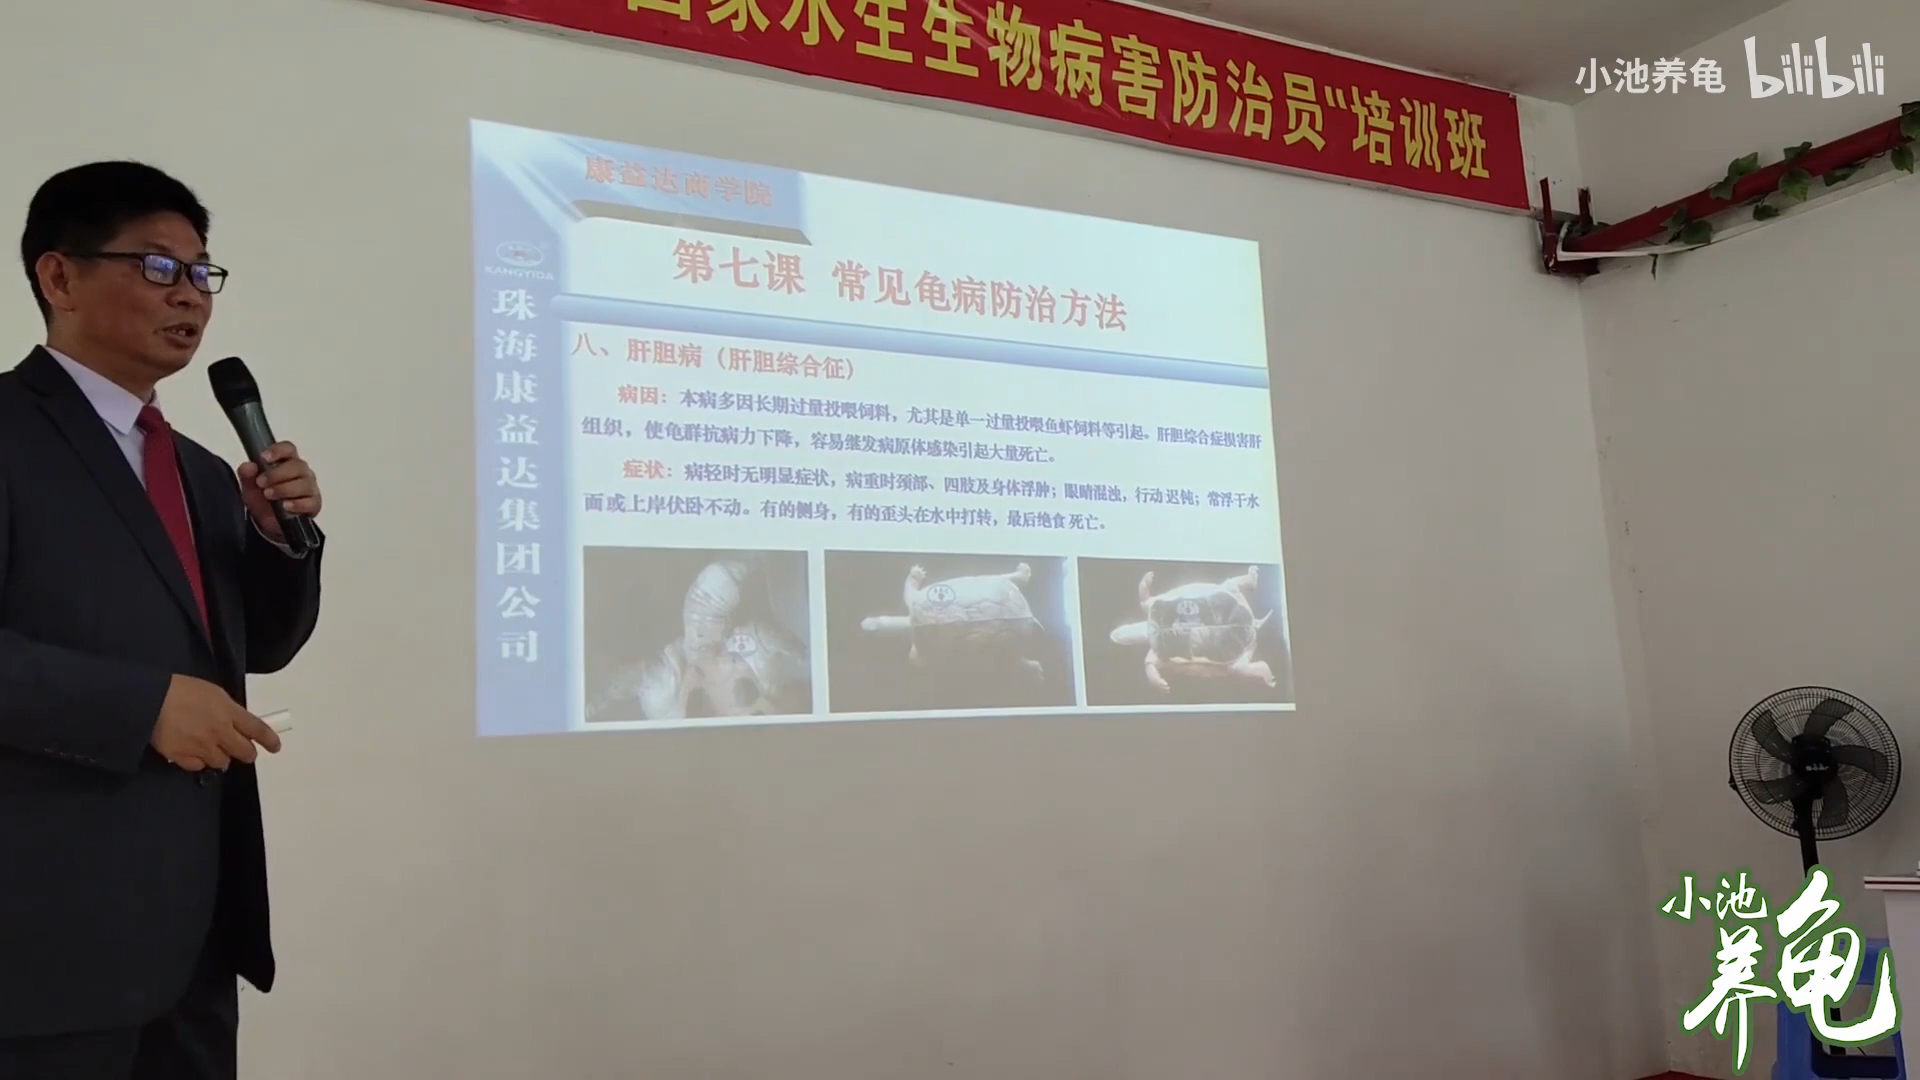 国家水生生物病害防治员"培训班
小池养龟 bilibili
康益达商学院
KANGYIDA
珠海康益达集团公司
第七课 常见龟病防治方法
八、肝胆病（肝胆综合征）
病因：本病多因长期过量投喂饲料，尤其是单一过量投喂鱼虾饲料等引起。肝胆综合症损害肝
组织，使龟群抗病力下降，容易继发病原体感染引起大量死亡。
症状：病轻时无明显症状，病重时颈部、四肢及身体浮肿；眼睛混浊，行动迟钝；常浮于水
面或上岸伏卧不动。有的侧身，有的歪头在水中打转，最后绝食死亡。
小池
养龟